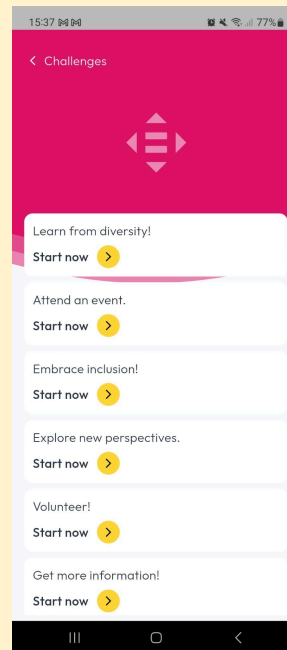 15:37
77%
Challenges
Learn from diversity!
Start now
Attend an event.
Start now
Embrace inclusion!
Start now
Explore new perspectives.
Start now
Volunteer!
Start now
Get more information!
Start now